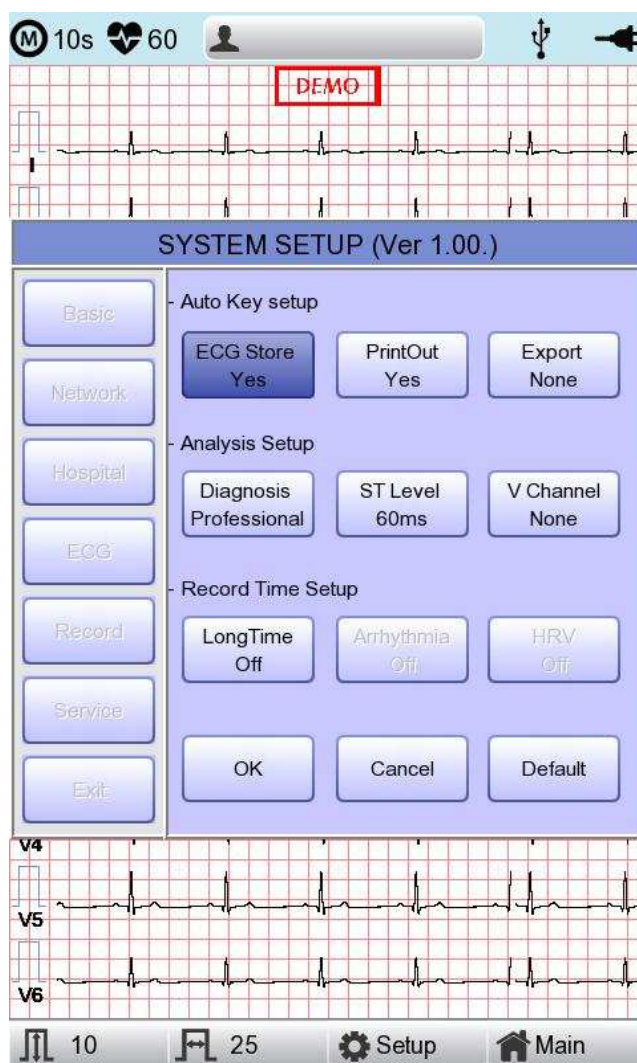 M 10s 60
DEMO
I
SYSTEM SETUP (Ver 1.00.)
Basic
Network
Hospital
ECG
Record
Service
Exit
- Auto Key setup
ECG Store
Yes
PrintOut
Yes
Export
None
- Analysis Setup
Diagnosis
Professional
ST Level
60ms
V Channel
None
- Record Time Setup
LongTime
Off
Arrhythmia
Off
HRV
Off
OK
Cancel
Default
V4
V5
V6
10
25
Setup
Main